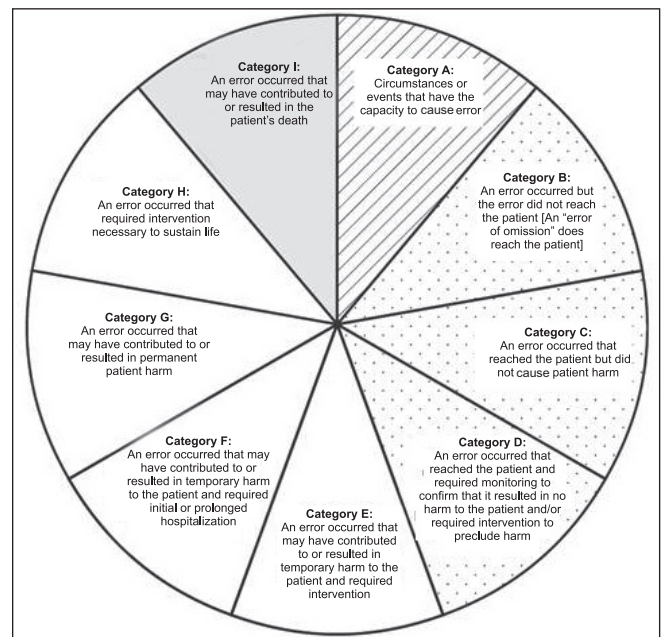 Category A:
Circumstances or
events that have the
capacity to cause error
Category B:
An error occurred but
the error did not reach
the patient [An “error
of omission” does
reach the patient]
Category C:
An error occurred that
reached the patient but did
not cause patient harm
Category D:
An error occurred that
reached the patient and
required monitoring to
confirm that it resulted in no
harm to the patient and/or
required intervention to
preclude harm
Category E:
An error occurred that
may have contributed
to or resulted in
temporary harm to the
patient and required
intervention
Category F:
An error occurred that may
have contributed to or
resulted in temporary harm
to the patient and required
initial or prolonged
hospitalization
Category G:
An error occurred that
may have contributed to or
resulted in permanent
patient harm
Category H:
An error occurred that
required intervention
necessary to sustain life
Category I:
An error occurred that
may have contributed to
or resulted in the
patient’s death